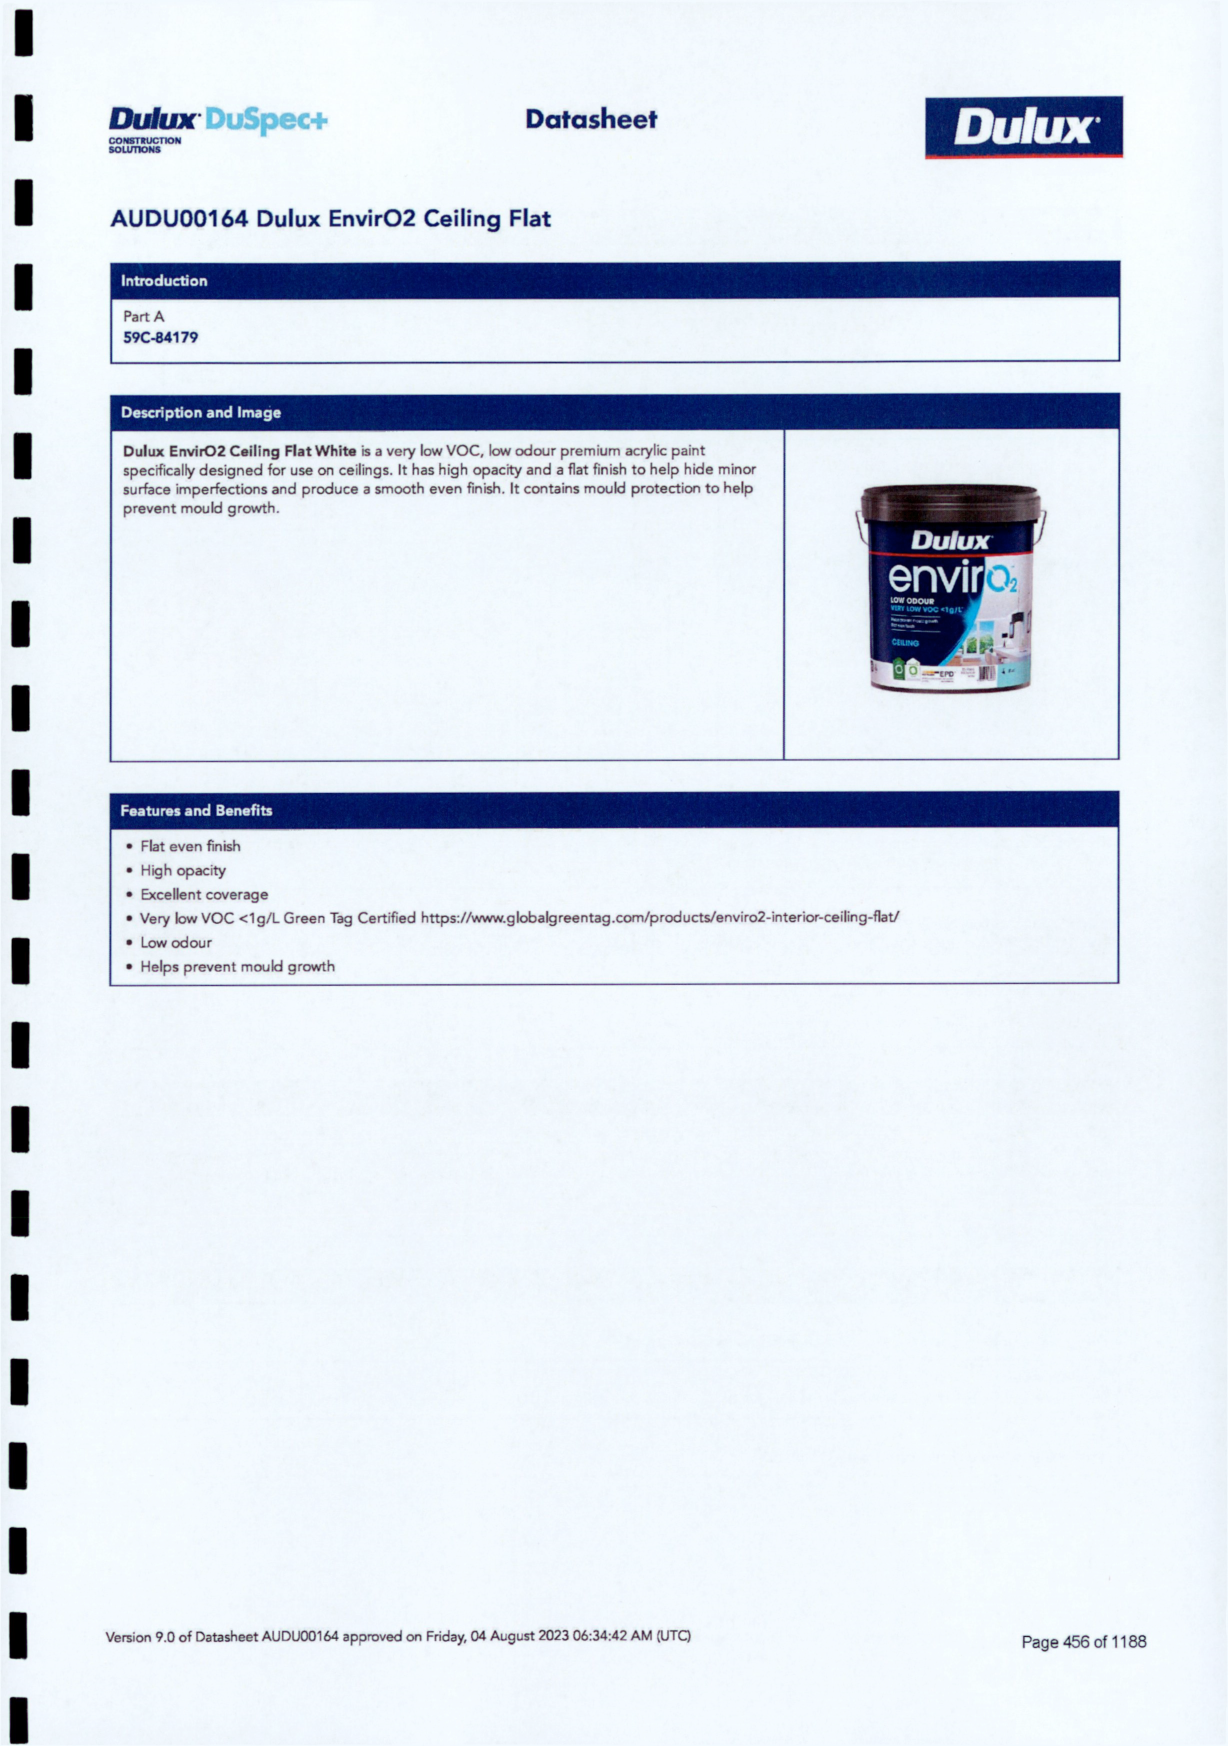 Dulux DuSpec+
CONSTRUCTION
SOLUTIONS
Datasheet
Dulux
AUDU00164 Dulux EnvirO2 Ceiling Flat
Introduction
Part A
59C-84179
Description and Image
Dulux EnvirO2 Ceiling Flat White is a very low VOC, low odour premium acrylic paint
specifically designed for use on ceilings. It has high opacity and a flat finish to help hide minor
surface imperfections and produce a smooth even finish. It contains mould protection to help
prevent mould growth.
Dulux
envirO2
LOW ODOUR
VERY LOW VOC <1g/L
CEILING
EPD
Features and Benefits
• Flat even finish
• High opacity
• Excellent coverage
• Very low VOC <1g/L Green Tag Certified https://www.globalgreentag.com/products/enviro2-interior-ceiling-flat/
• Low odour
• Helps prevent mould growth
Version 9.0 of Datasheet AUDU00164 approved on Friday, 04 August 2023 06:34:42 AM (UTC)
Page 456 of 1188